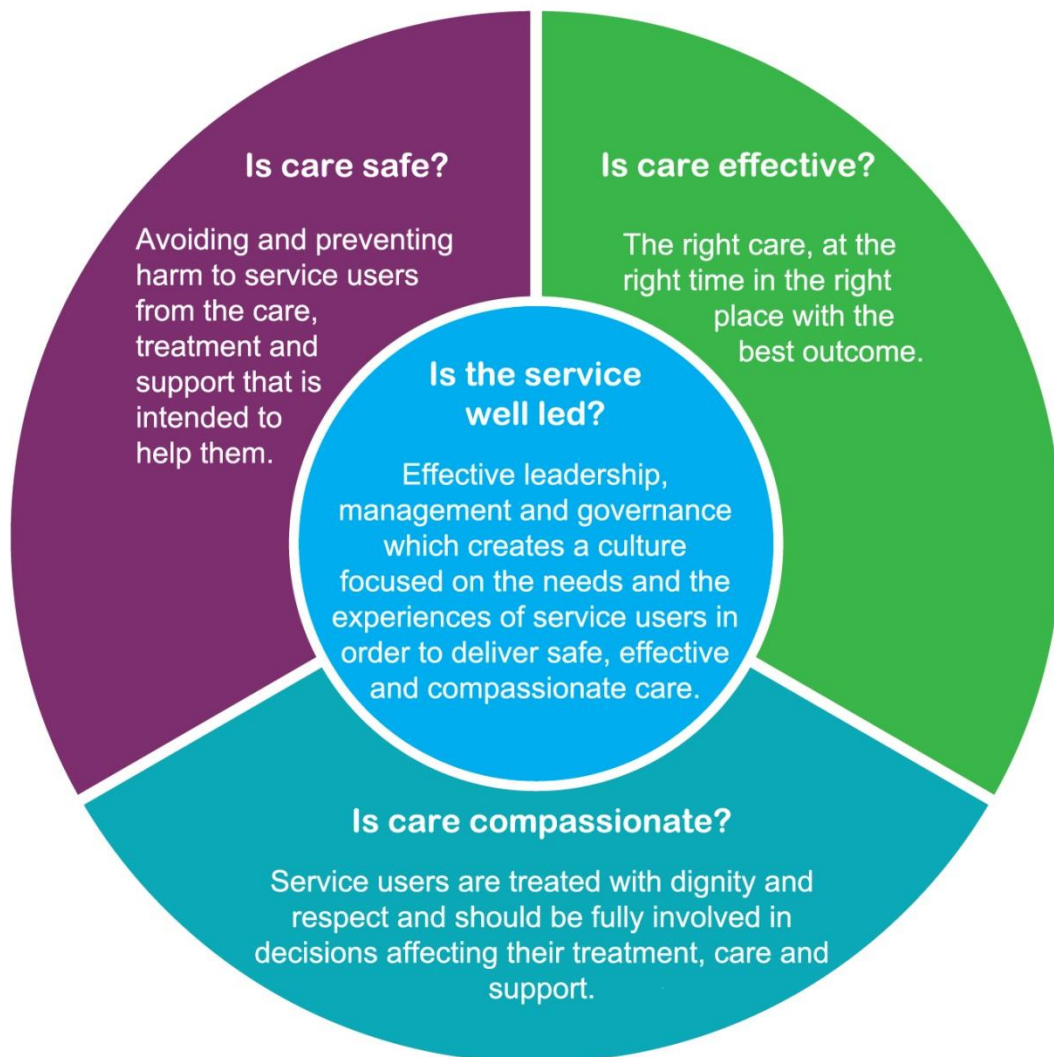 Is care safe?
Avoiding and preventing
harm to service users
from the care,
treatment and
support that is
intended to
help them.
Is care effective?
The right care, at the
right time in the right
place with the
best outcome.
Is the service
well led?
Effective leadership,
management and governance
which creates a culture
focused on the needs and the
experiences of service users in
order to deliver safe, effective
and compassionate care.
Is care compassionate?
Service users are treated with dignity and
respect and should be fully involved in
decisions affecting their treatment, care and
support.